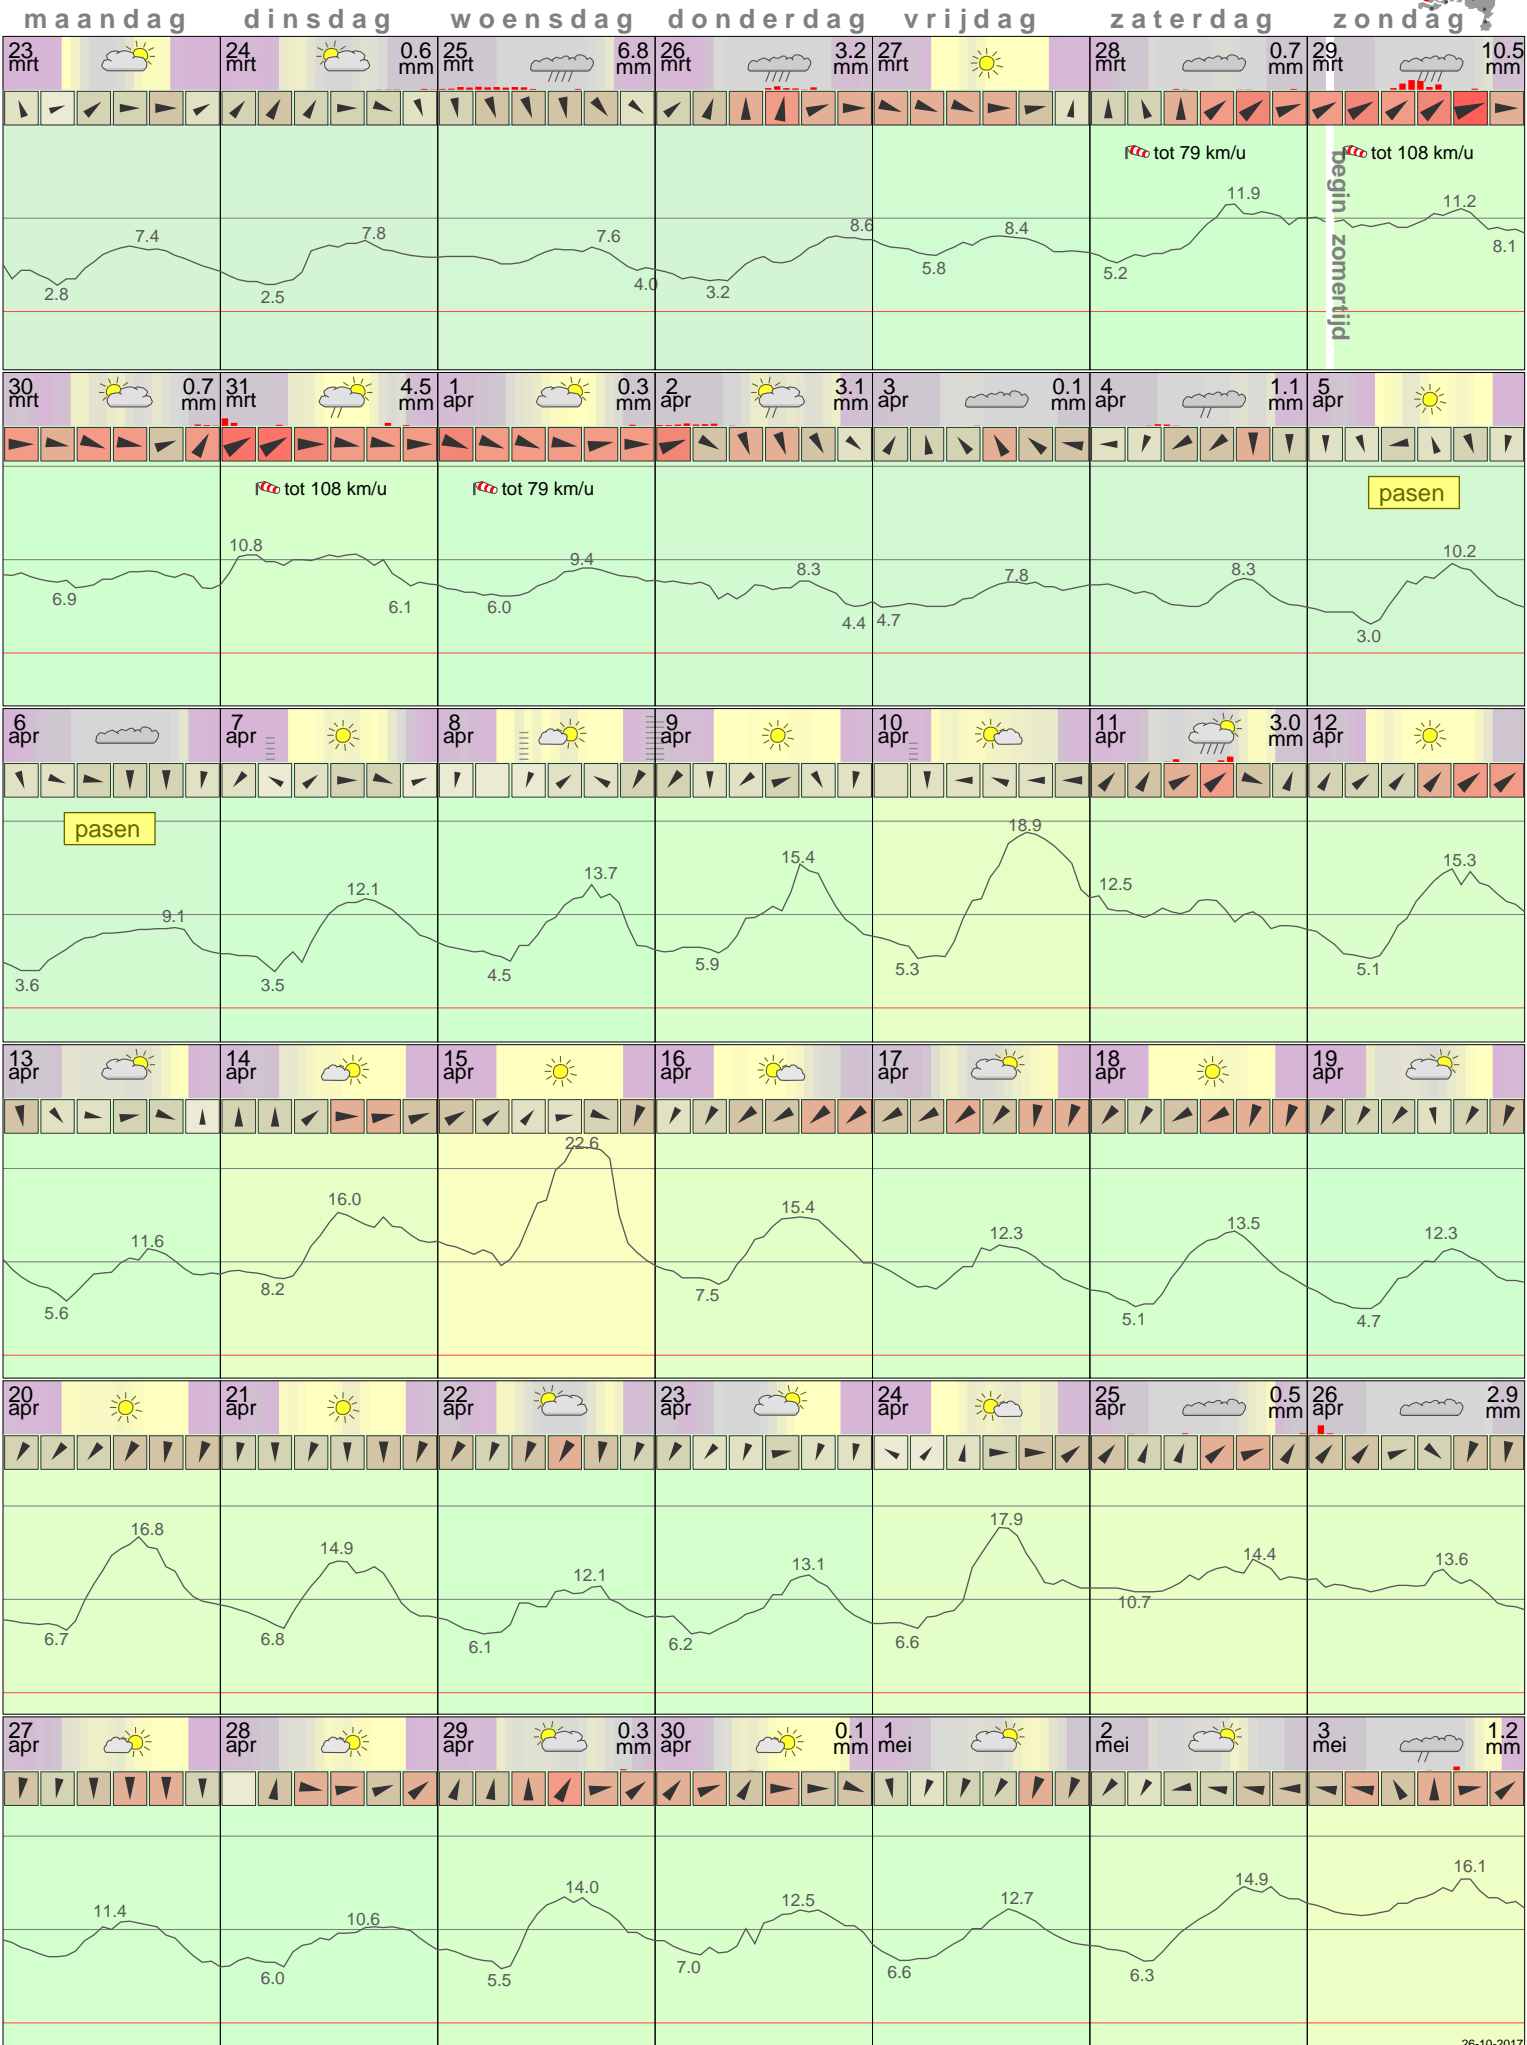 maandag dinsdag woensdag donderdag vrijdag zaterdag zondag
23 24 0.6 25 6.8 26 3.2 27 28 0.7 29 10.5
mrt mrt mm mrt mm mrt mm mrt mrt mm mrt mm
tot 79 km/u tot 108 km/u
begin zomertijd
7.4 7.8 7.6 8.6 8.4 11.9 11.2
2.8 2.5 4.0 3.2 5.8 5.2 8.1
30 0.7 31 4.5 1 0.3 2 3.1 3 0.1 4 1.1 5
mrt mm mrt mm apr mm apr mm apr mm apr mm apr
tot 108 km/u tot 79 km/u pasen
10.8 9.4 8.3 7.8 8.3 10.2
6.9 6.1 6.0 4.4 4.7 3.0
6 7 8 9 10 11 3.0 12
apr apr apr apr apr apr mm apr
pasen
9.1 12.1 13.7 15.4 18.9 12.5 15.3
3.6 3.5 4.5 5.9 5.3 5.1
13 14 15 16 17 18 19
apr apr apr apr apr apr apr
11.6 16.0 22.6 15.4 12.3 13.5 12.3
5.6 8.2 7.5 5.1 4.7
20 21 22 23 24 25 0.5 26 2.9
apr apr apr apr apr apr mm apr mm
16.8 14.9 12.1 13.1 17.9 14.4 13.6
6.7 6.8 6.1 6.2 6.6 10.7
27 28 29 0.3 30 0.1 1 2 3 1.2
apr apr apr mm apr mm mei mei mei mm
11.4 10.6 14.0 12.5 12.7 14.9 16.1
6.0 5.5 7.0 6.6 6.3
26-10-2017